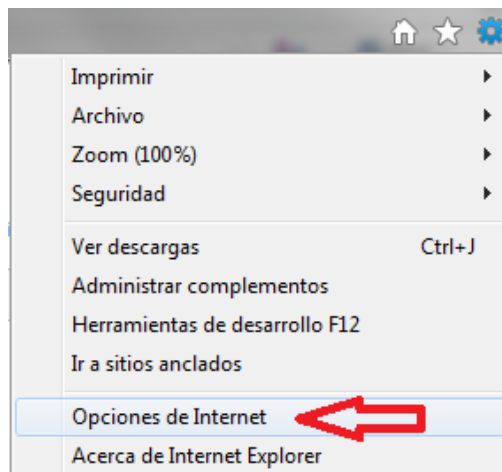 Imprimir
Archivo
Zoom (100%)
Seguridad
Ver descargas Ctrl+J
Administrar complementos
Herramientas de desarrollo F12
Ir a sitios anclados
Opciones de Internet
Acerca de Internet Explorer